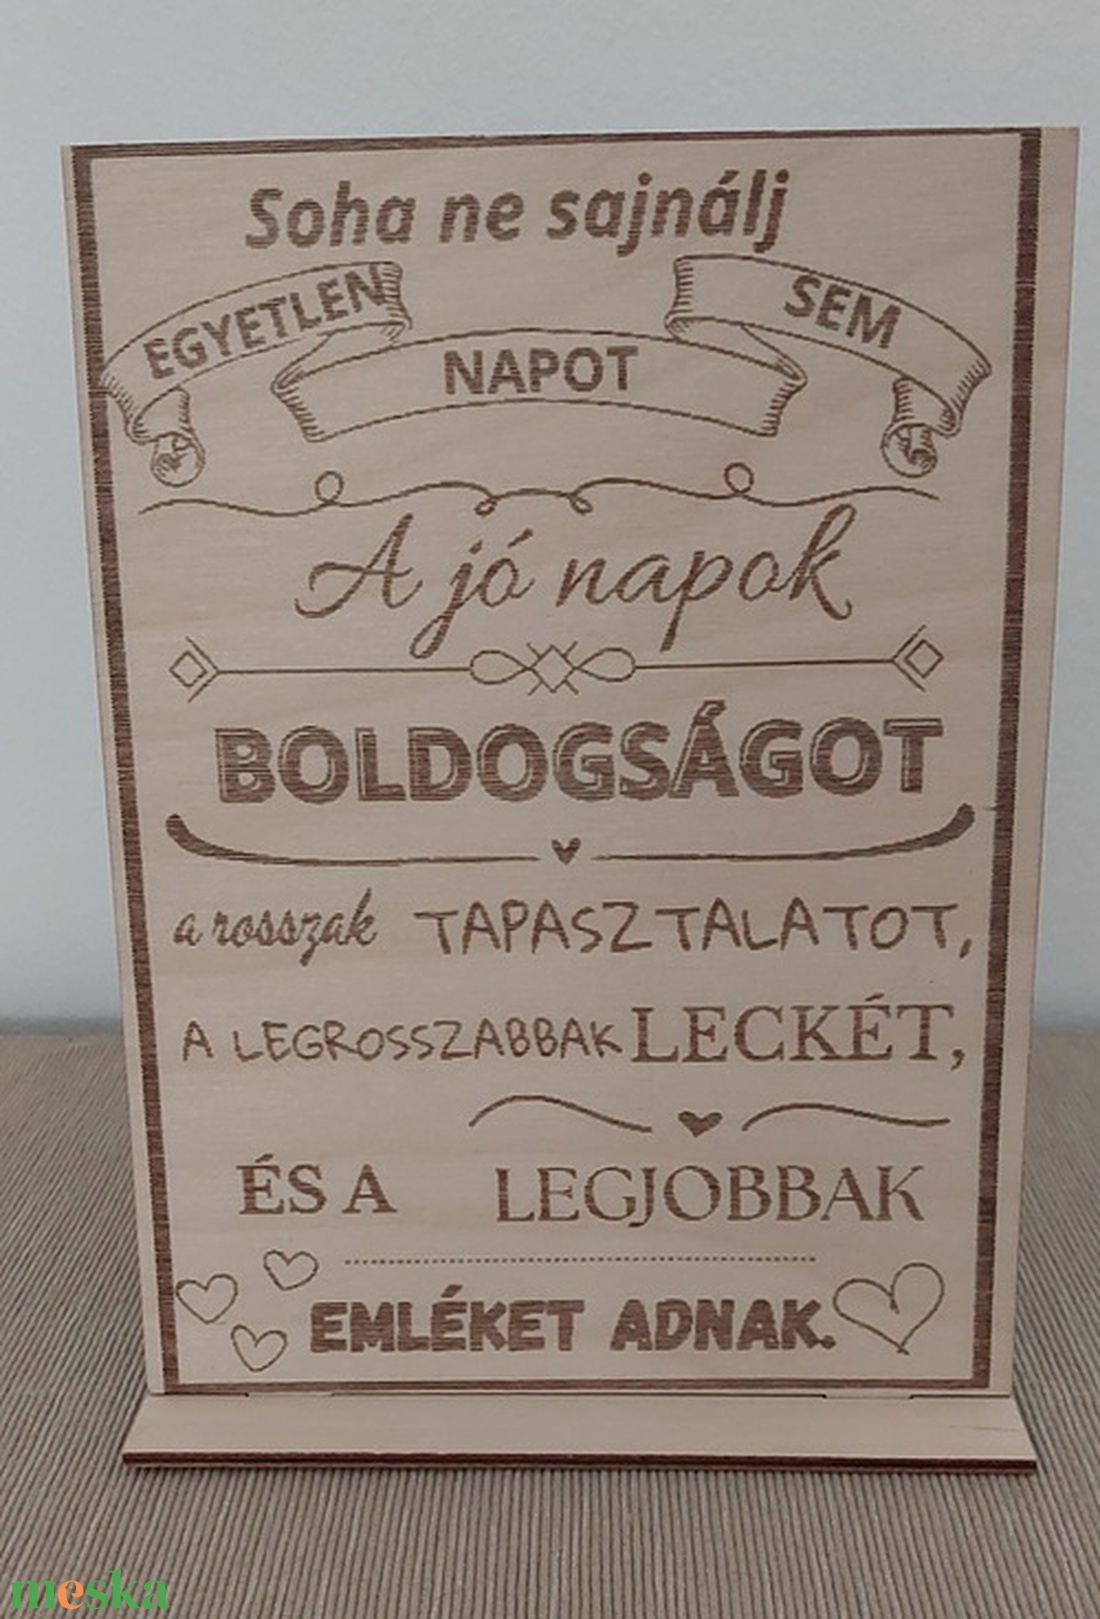 Soha ne sajnálj
EGYETLEN NAPOT SEM
A jó napok
BOLDOGSÁGOT
a rosszak TAPASZTALATOT,
A LEGROSSZABBAK LECKÉT,
ÉS A LEGJOBBAK
EMLÉKET ADNAK.
meska